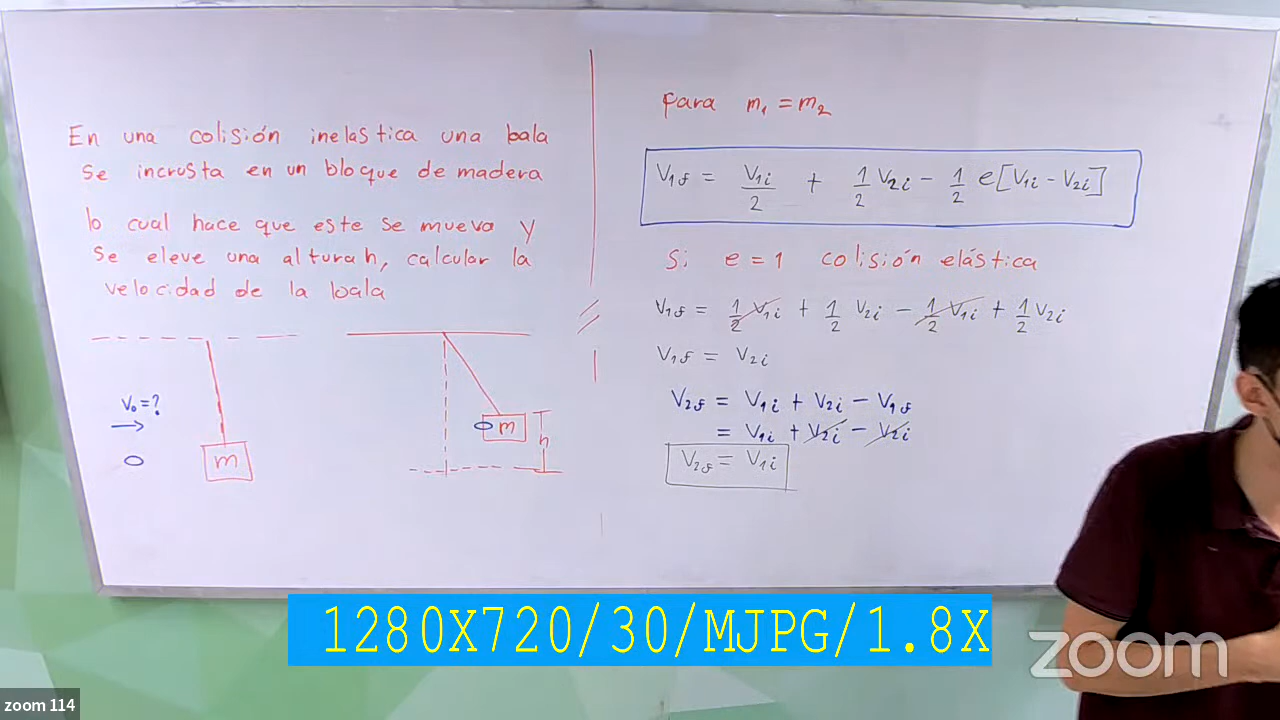 En una colisión inelastica una bala
se incrusta en un bloque de madera
lo cual hace que este se mueva y
se eleve una altura h, calcular la
velocidad de la bala
V₀=?
m
m
h
para m₁ = m₂
V₁f = V₁i/2 + 1/2 V₂i - 1/2 e[V₁i - V₂i]
Si e = 1 colisión elástica
V₁f = 1/2 V₁i + 1/2 V₂i - 1/2 V₁i + 1/2 V₂i
V₁f = V₂i
V₂f = V₁i + V₂i - V₁f
= V₁i + V₂i - V₂i
V₂f = V₁i
1280X720/30/MJPG/1.8X
zoom
zoom 114